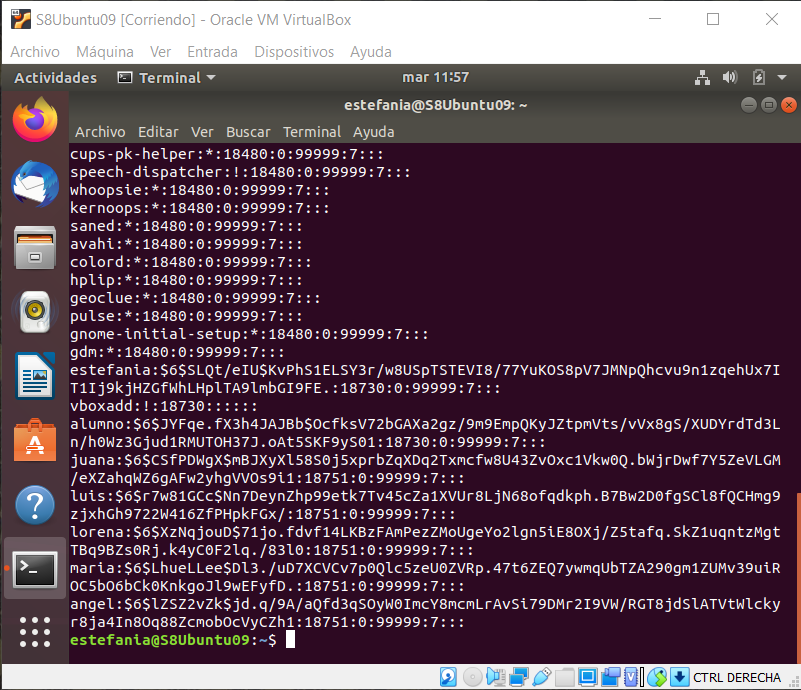 S8Ubuntu09 [Corriendo] - Oracle VM VirtualBox
Archivo Máquina Ver Entrada Dispositivos Ayuda
Actividades Terminal mar 11:57
estefania@S8Ubuntu09: ~
Archivo Editar Ver Buscar Terminal Ayuda
cups-pk-helper:*:18480:0:99999:7:::
speech-dispatcher:!:18480:0:99999:7:::
whoopsie:*:18480:0:99999:7:::
kernoops:*:18480:0:99999:7:::
saned:*:18480:0:99999:7:::
avahi:*:18480:0:99999:7:::
colord:*:18480:0:99999:7:::
hplip:*:18480:0:99999:7:::
geoclue:*:18480:0:99999:7:::
pulse:*:18480:0:99999:7:::
gnome-initial-setup:*:18480:0:99999:7:::
gdm:*:18480:0:99999:7:::
estefania:$6$SLQt/eIU$KvPhS1ELSY3r/w8USpTSTEVI8/77YuKOS8pV7JMNpQhcvu9n1zqehUx7I
T1Ij9kjHZGfWhLHplTA9lmbGI9FE.:18730:0:99999:7:::
vboxadd:!:18730::::::
alumno:$6$JYFqe.fX3h4JAJBb$OcfksV72bGAXa2gz/9m9EmpQKyJZtpmVts/vVx8gS/XUDYrdTd3L
n/h0Wz3Gjud1RMUTOH37J.oAt5SKF9yS01:18730:0:99999:7:::
juana:$6$CSfPDWgX$mBJXyXl58S0j5xprbZqXDq2Txmcfw8U43ZvOxc1Vkw0Q.bWjrDwf7Y5ZeVLGM
/eXZahqWZ6gAFw2yhgVVOs9i1:18751:0:99999:7:::
luis:$6$r7w81GCc$Nn7DeynZhp99etk7Tv45cZa1XVUr8LjN68ofqdkph.B7Bw2D0fgSCl8fQCHmg9
zjxhGh9722W416ZfPHpkFGx/:18751:0:99999:7:::
lorena:$6$XzNqjouD$71jo.fdvf14LKBzFAmPezZMoUgeYo2lgn5iE8OXj/Z5tafq.SkZ1uqntzMgt
TBq9BZs0Rj.k4yC0F2lq./83l0:18751:0:99999:7:::
maria:$6$LhueLLee$Dl3./uD7XCVCv7p0Qlc5zeU0ZVRp.47t6ZEQ7ywmqUbTZA290gm1ZUMv39uiR
OC5bO6bCk0KnkgoJl9wEFyfD.:18751:0:99999:7:::
angel:$6$lZSZ2vZk$jd.q/9A/aQfd3qSOyW0ImcY8mcmLrAvSi79DMr2I9VW/RGT8jdSlATVtWlcky
r8ja4In8Oq88ZcmobOcVyCZh1:18751:0:99999:7:::
estefania@S8Ubuntu09:~$
CTRL DERECHA